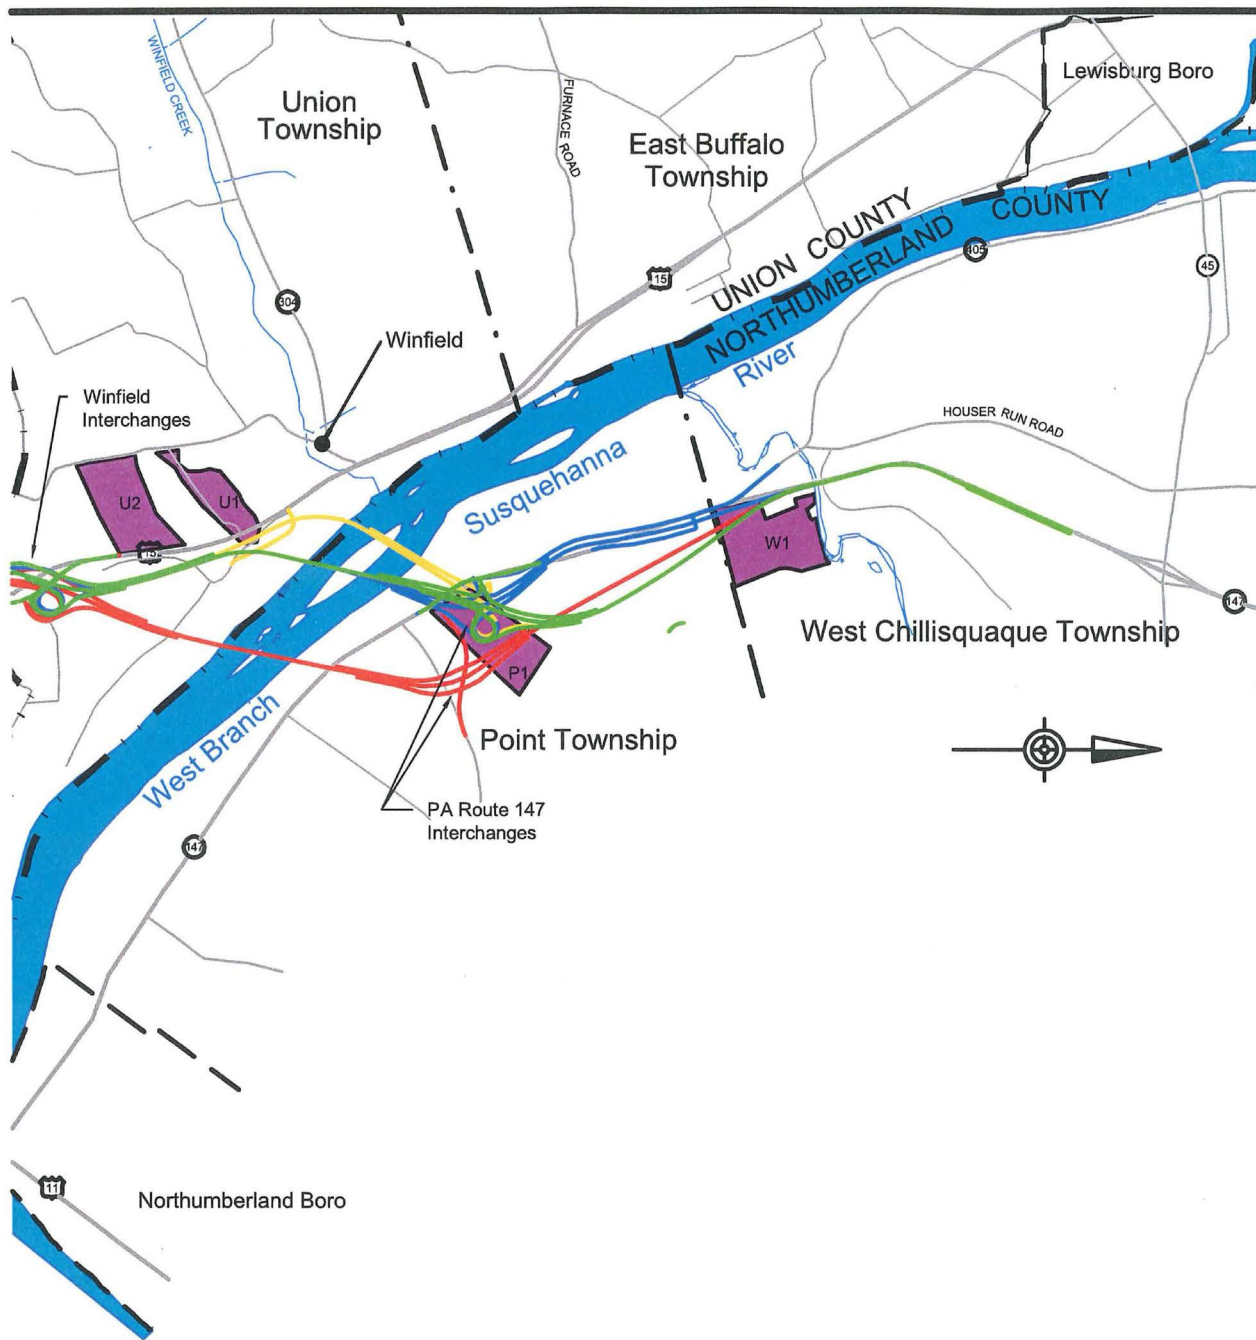 WINFIELD CREEK
Union
Township
FURNACE ROAD
East Buffalo
Township
Lewisburg Boro
UNION COUNTY
NORTHUMBERLAND COUNTY
405
45
15
304
Winfield
River
Winfield
Interchanges
HOUSER RUN ROAD
Susquehanna
U2
U1
15
W1
147
West Chillisquaque Township
P1
West Branch
Point Township
PA Route 147
Interchanges
147
11
Northumberland Boro